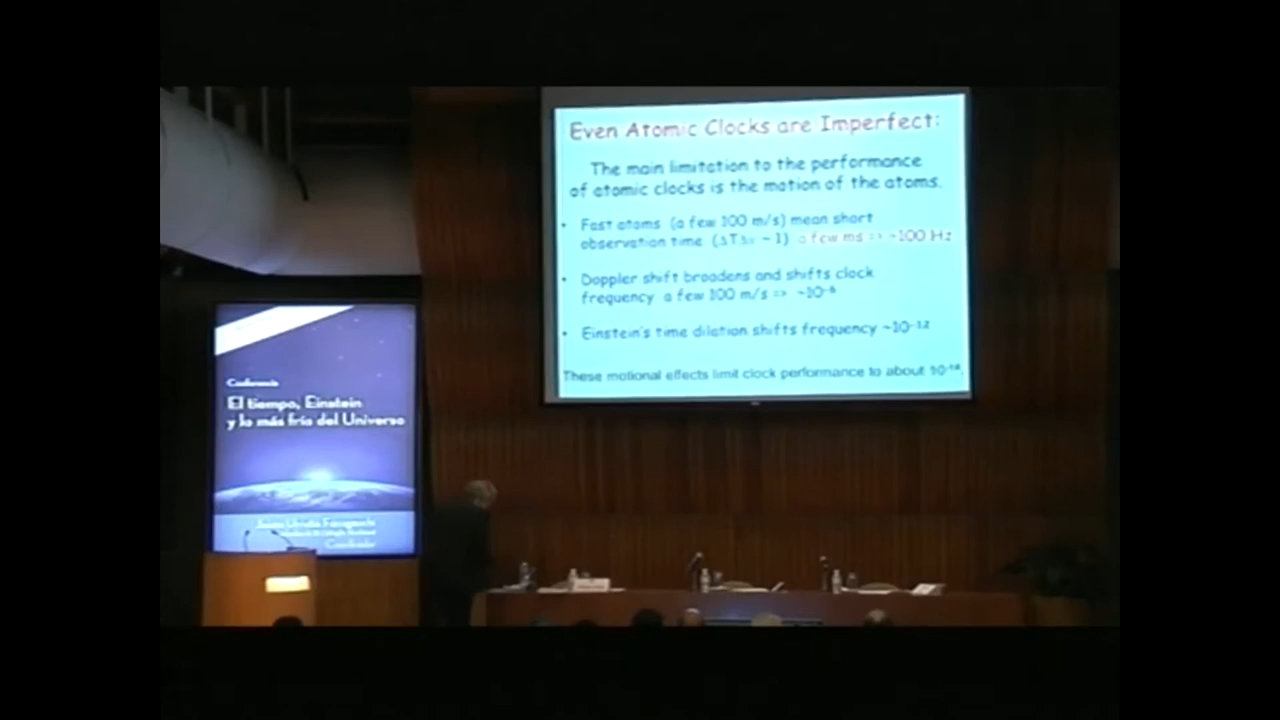 Even Atomic Clocks are Imperfect:
The main limitation to the performance
of atomic clocks is the motion of the atoms.
• Fast atoms (a few 100 m/s) mean short
observation time (ΔTΔν ~ 1) a few ms => ~100 Hz
• Doppler shift broadens and shifts clock
frequency a few 100 m/s => ~10⁻⁶
• Einstein's time dilation shifts frequency ~10⁻¹²
These motional effects limit clock performance to about 10⁻¹⁴.
Conferencia
El tiempo, Einstein
y lo más frío del Universo
Coordinador